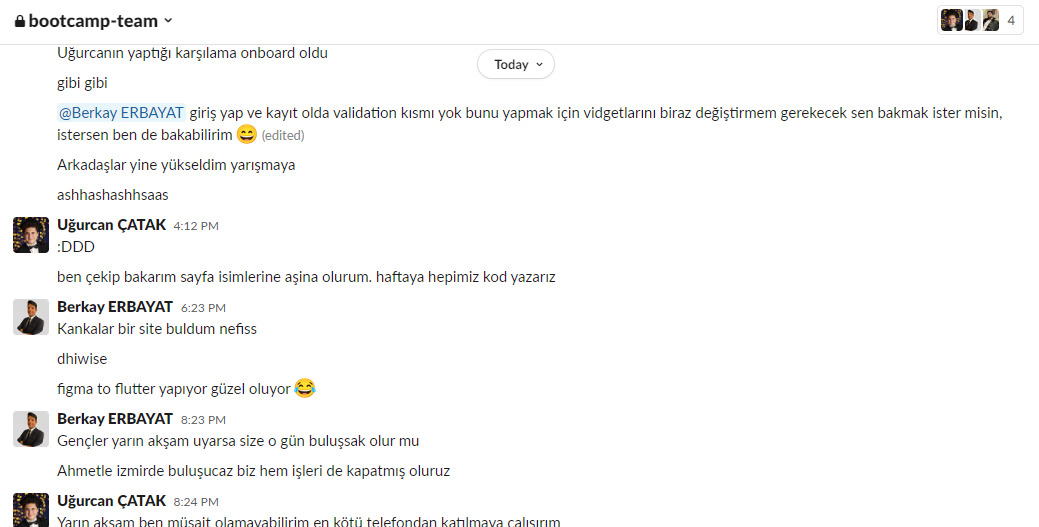 bootcamp-team
4
Uğurcanın yaptığı karşılama onboard oldu
Today
gibi gibi
@Berkay ERBAYAT giriş yap ve kayıt olda validation kısmı yok bunu yapmak için vidgetlarını biraz değiştirmem gerekecek sen bakmak ister misin,
istersen ben de bakabilirim 😄 (edited)
Arkadaşlar yine yükseldim yarışmaya
ashhashashhsaas
Uğurcan ÇATAK 4:12 PM
:DDD
ben çekip bakarım sayfa isimlerine aşina olurum. haftaya hepimiz kod yazarız
Berkay ERBAYAT 6:23 PM
Kankalar bir site buldum nefiss
dhiwise
figma to flutter yapıyor güzel oluyor 😂
Berkay ERBAYAT 8:23 PM
Gençler yarın akşam uyarsa size o gün buluşsak olur mu
Ahmetle izmirde buluşucaz biz hem işleri de kapatmış oluruz
Uğurcan ÇATAK 8:24 PM
Yarın akşam ben müsait olamayabilirim en kötü telefondan katılmaya çalışırım